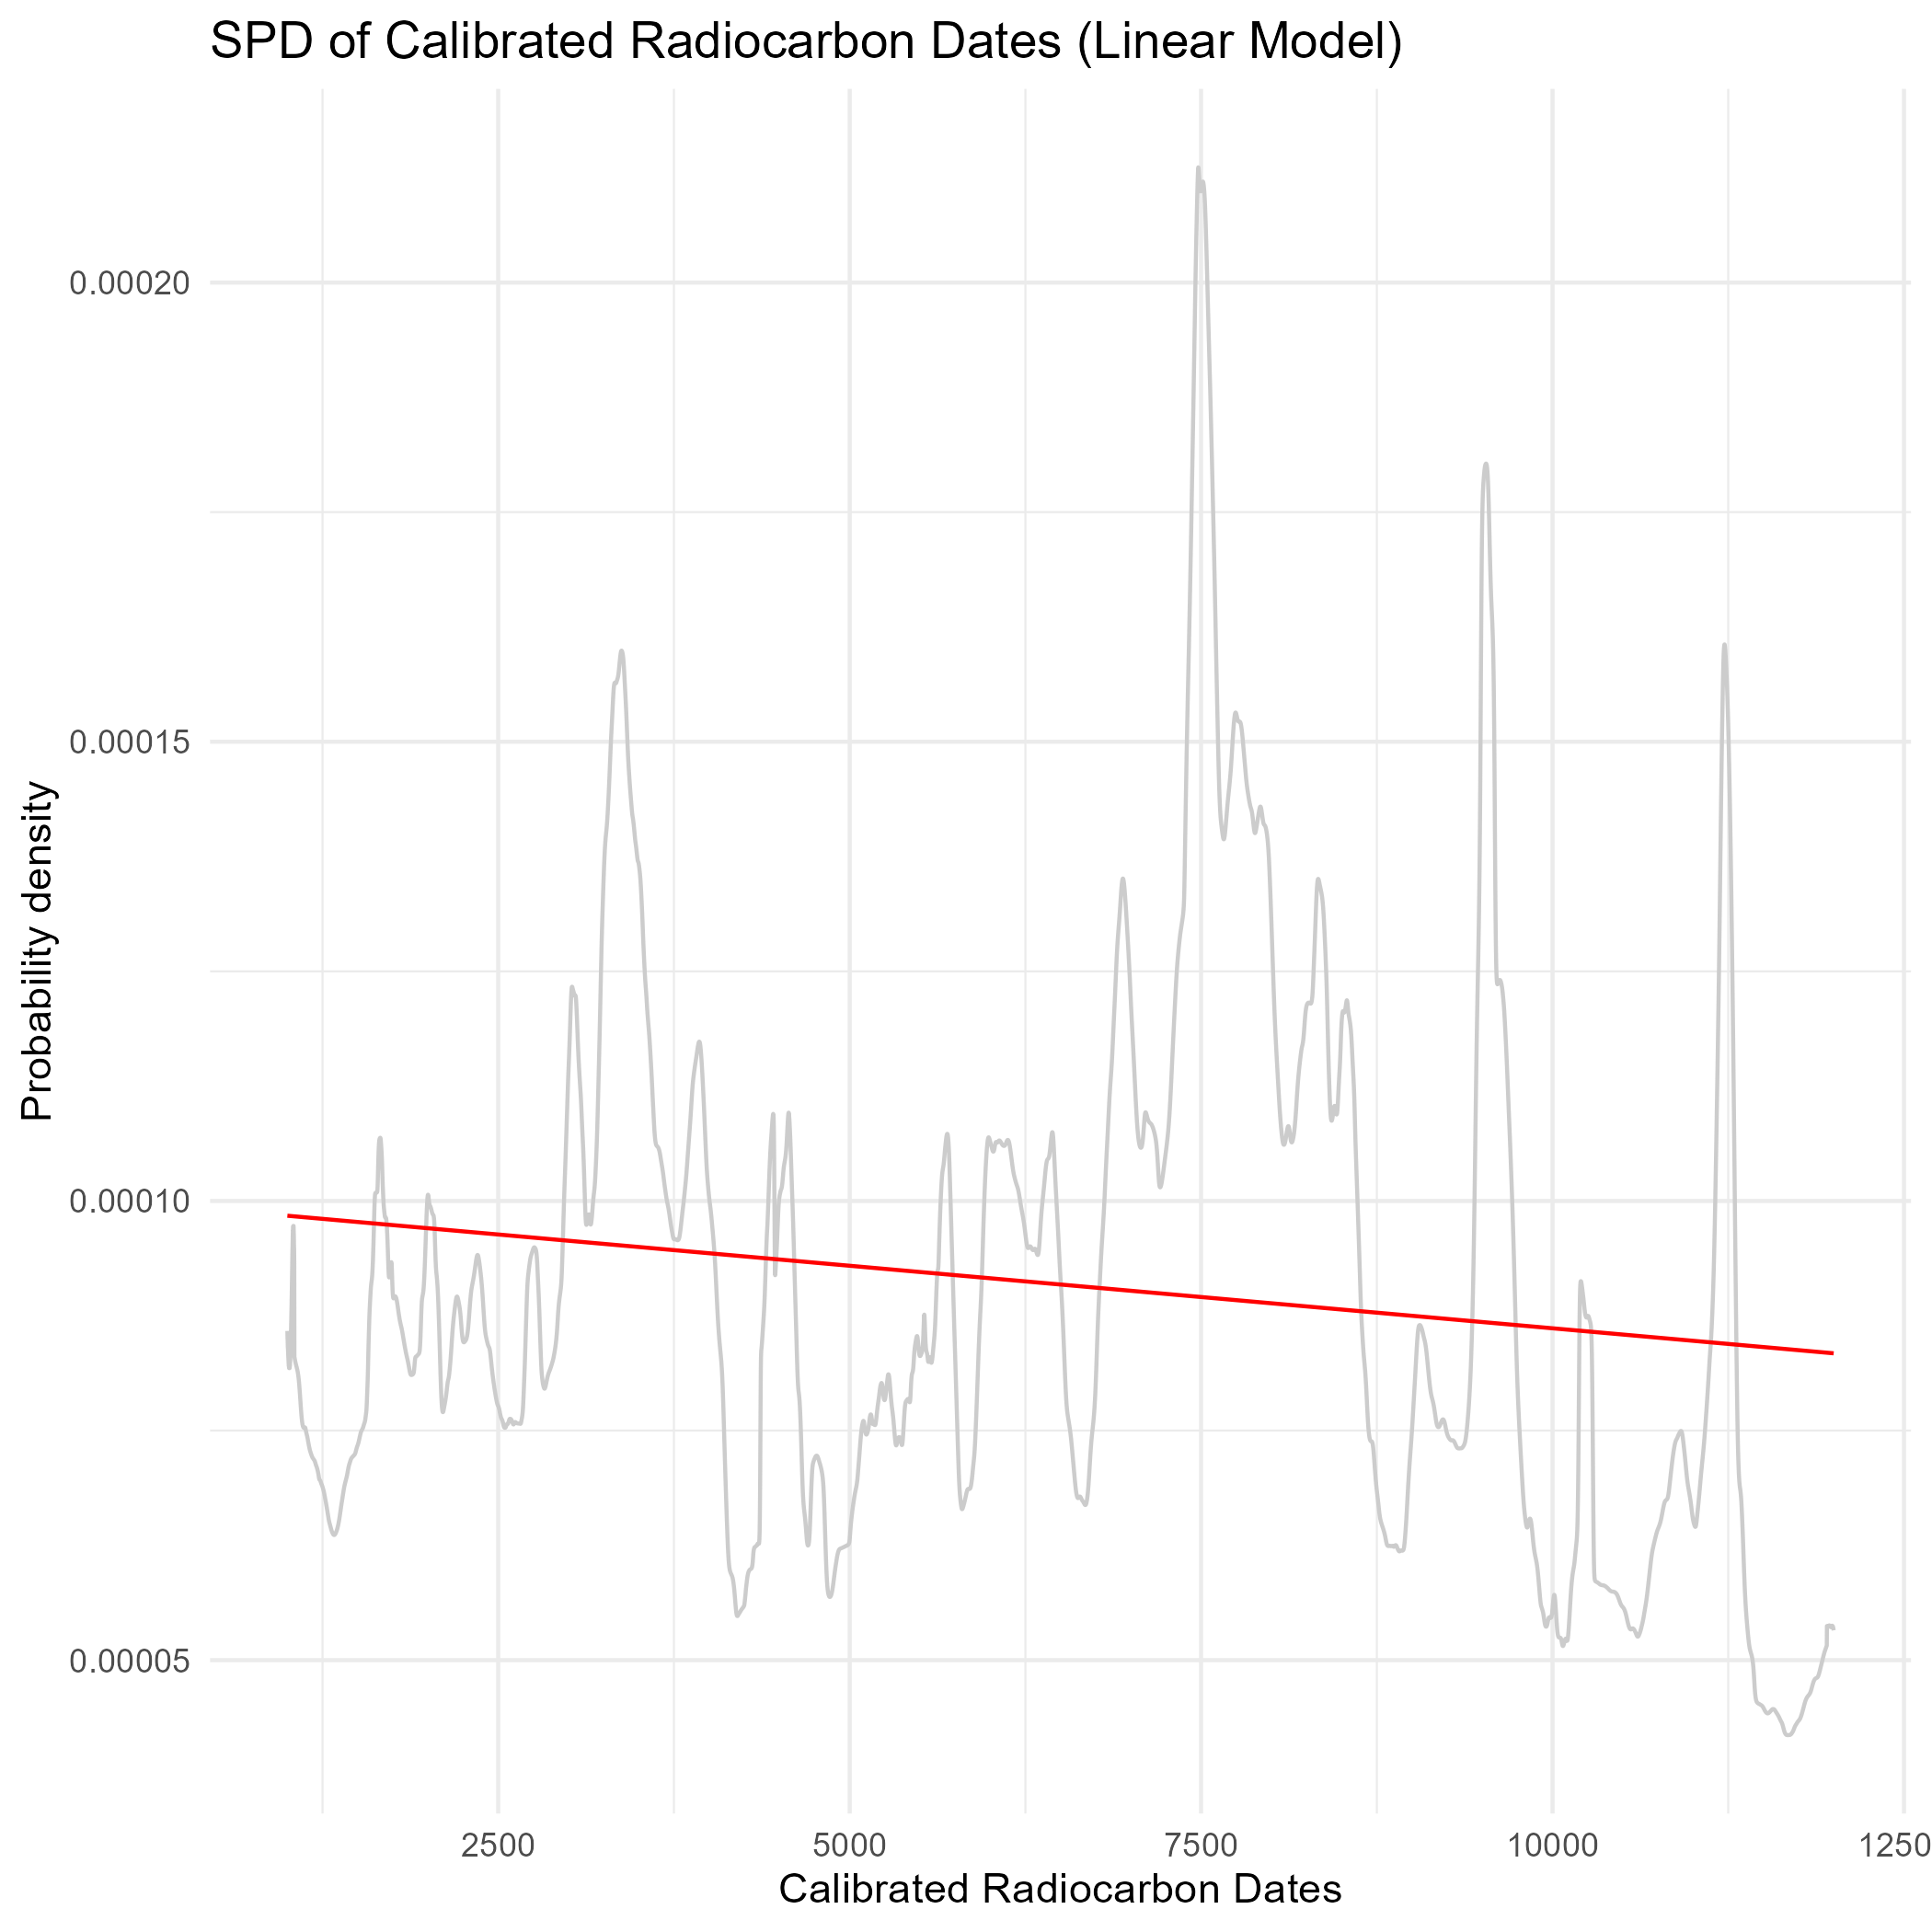 SPD of Calibrated Radiocarbon Dates (Linear Model)
Probability density
0.00020
0.00015
0.00010
0.00005
2500 5000 7500 10000 1250
Calibrated Radiocarbon Dates